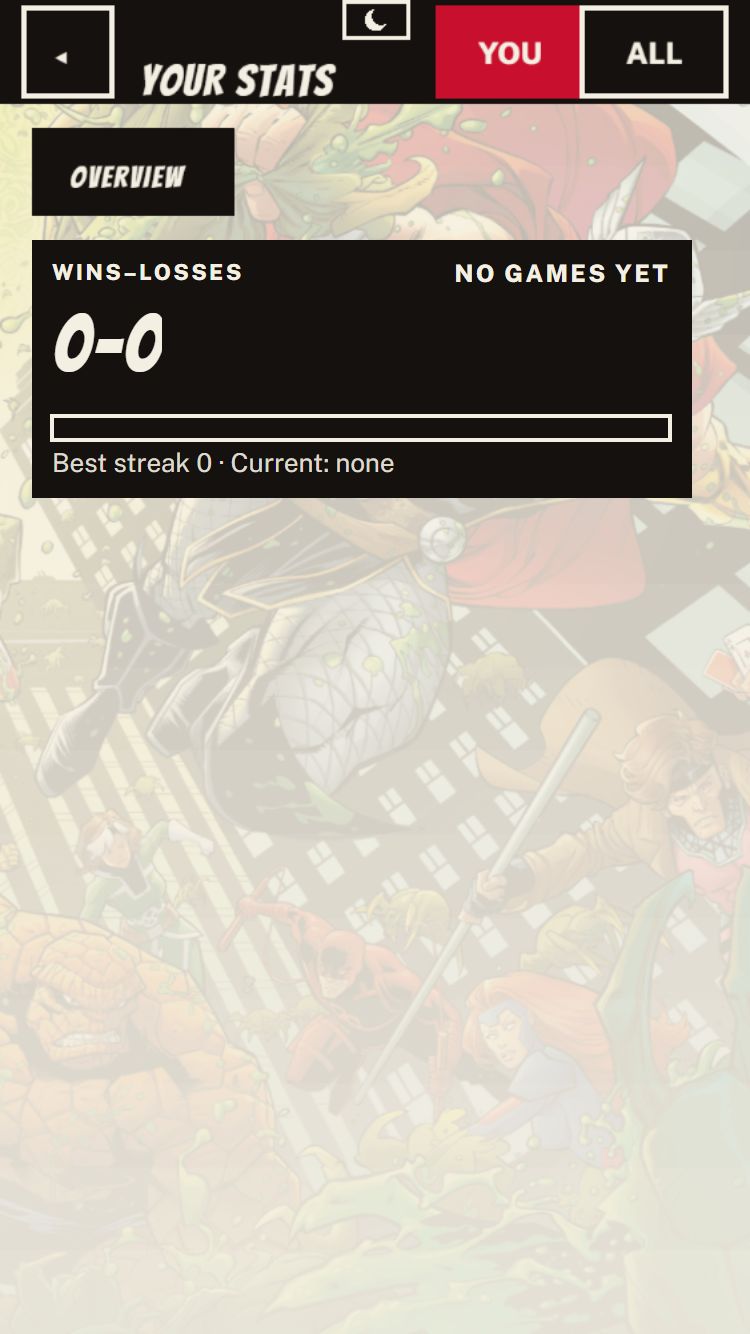 ◂
YOUR STATS
YOU
ALL
OVERVIEW
WINS–LOSSES
NO GAMES YET
0–0
Best streak 0 · Current: none